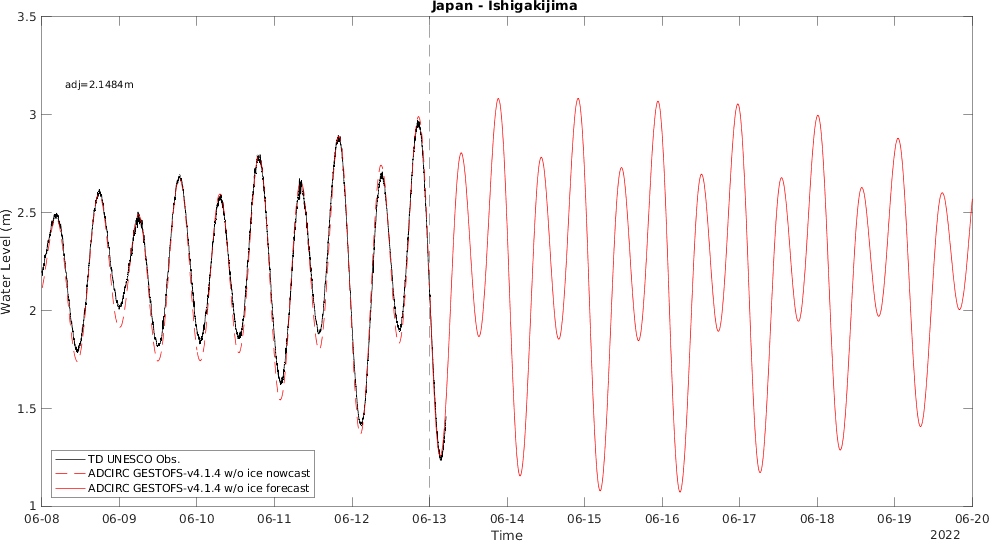 Japan - Ishigakijima
3.5
3
2.5
2
1.5
1
Water Level (m)
adj=2.1484m
TD UNESCO Obs.
ADCIRC GESTOFS-v4.1.4 w/o ice nowcast
ADCIRC GESTOFS-v4.1.4 w/o ice forecast
06-08 06-09 06-10 06-11 06-12 06-13 06-14 06-15 06-16 06-17 06-18 06-19 06-20
Time
2022